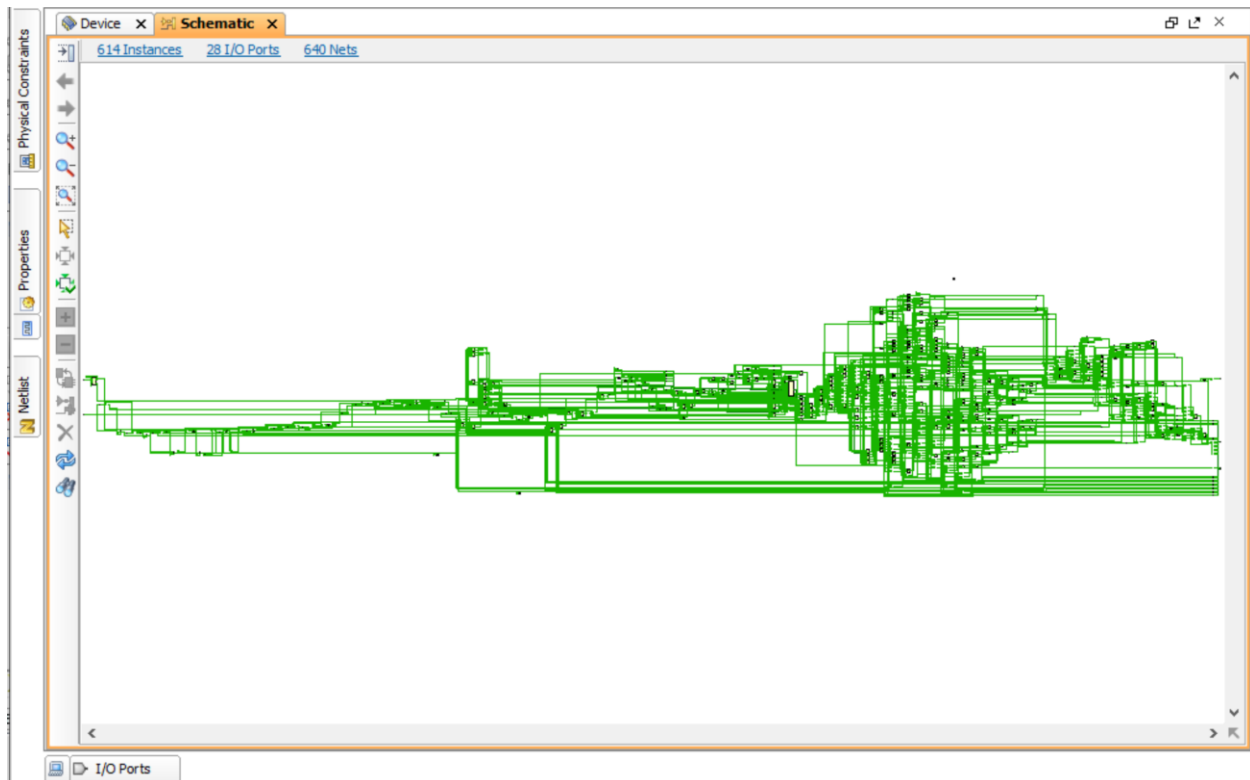 Device
Schematic
614 Instances 28 I/O Ports 640 Nets
Physical Constraints
Properties
Netlist
I/O Ports